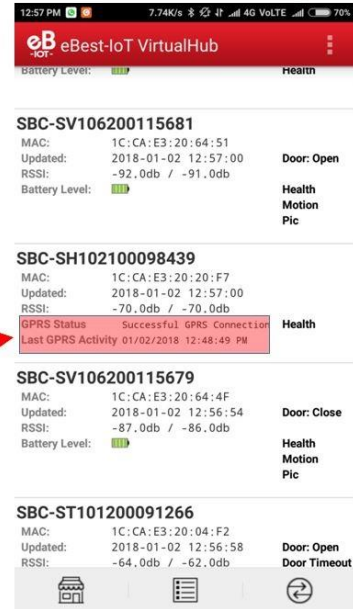 12:57 PM 7.74K/s 4G VoLTE 70%
eB -IOT- eBest-IoT VirtualHub
Battery Level: Health
SBC-SV106200115681
MAC: 1C:CA:E3:20:64:51
Updated: 2018-01-02 12:57:00 Door: Open
RSSI: -92.0db / -91.0db
Battery Level: Health
Motion
Pic
SBC-SH102100098439
MAC: 1C:CA:E3:20:20:F7
Updated: 2018-01-02 12:57:00
RSSI: -70.0db / -70.0db
GPRS Status Successful GPRS Connection Health
Last GPRS Activity 01/02/2018 12:48:49 PM
SBC-SV106200115679
MAC: 1C:CA:E3:20:64:4F
Updated: 2018-01-02 12:56:54 Door: Close
RSSI: -87.0db / -86.0db
Battery Level: Health
Motion
Pic
SBC-ST101200091266
MAC: 1C:CA:E3:20:04:F2
Updated: 2018-01-02 12:56:58 Door: Open
RSSI: -64.0db / -62.0db Door Timeout